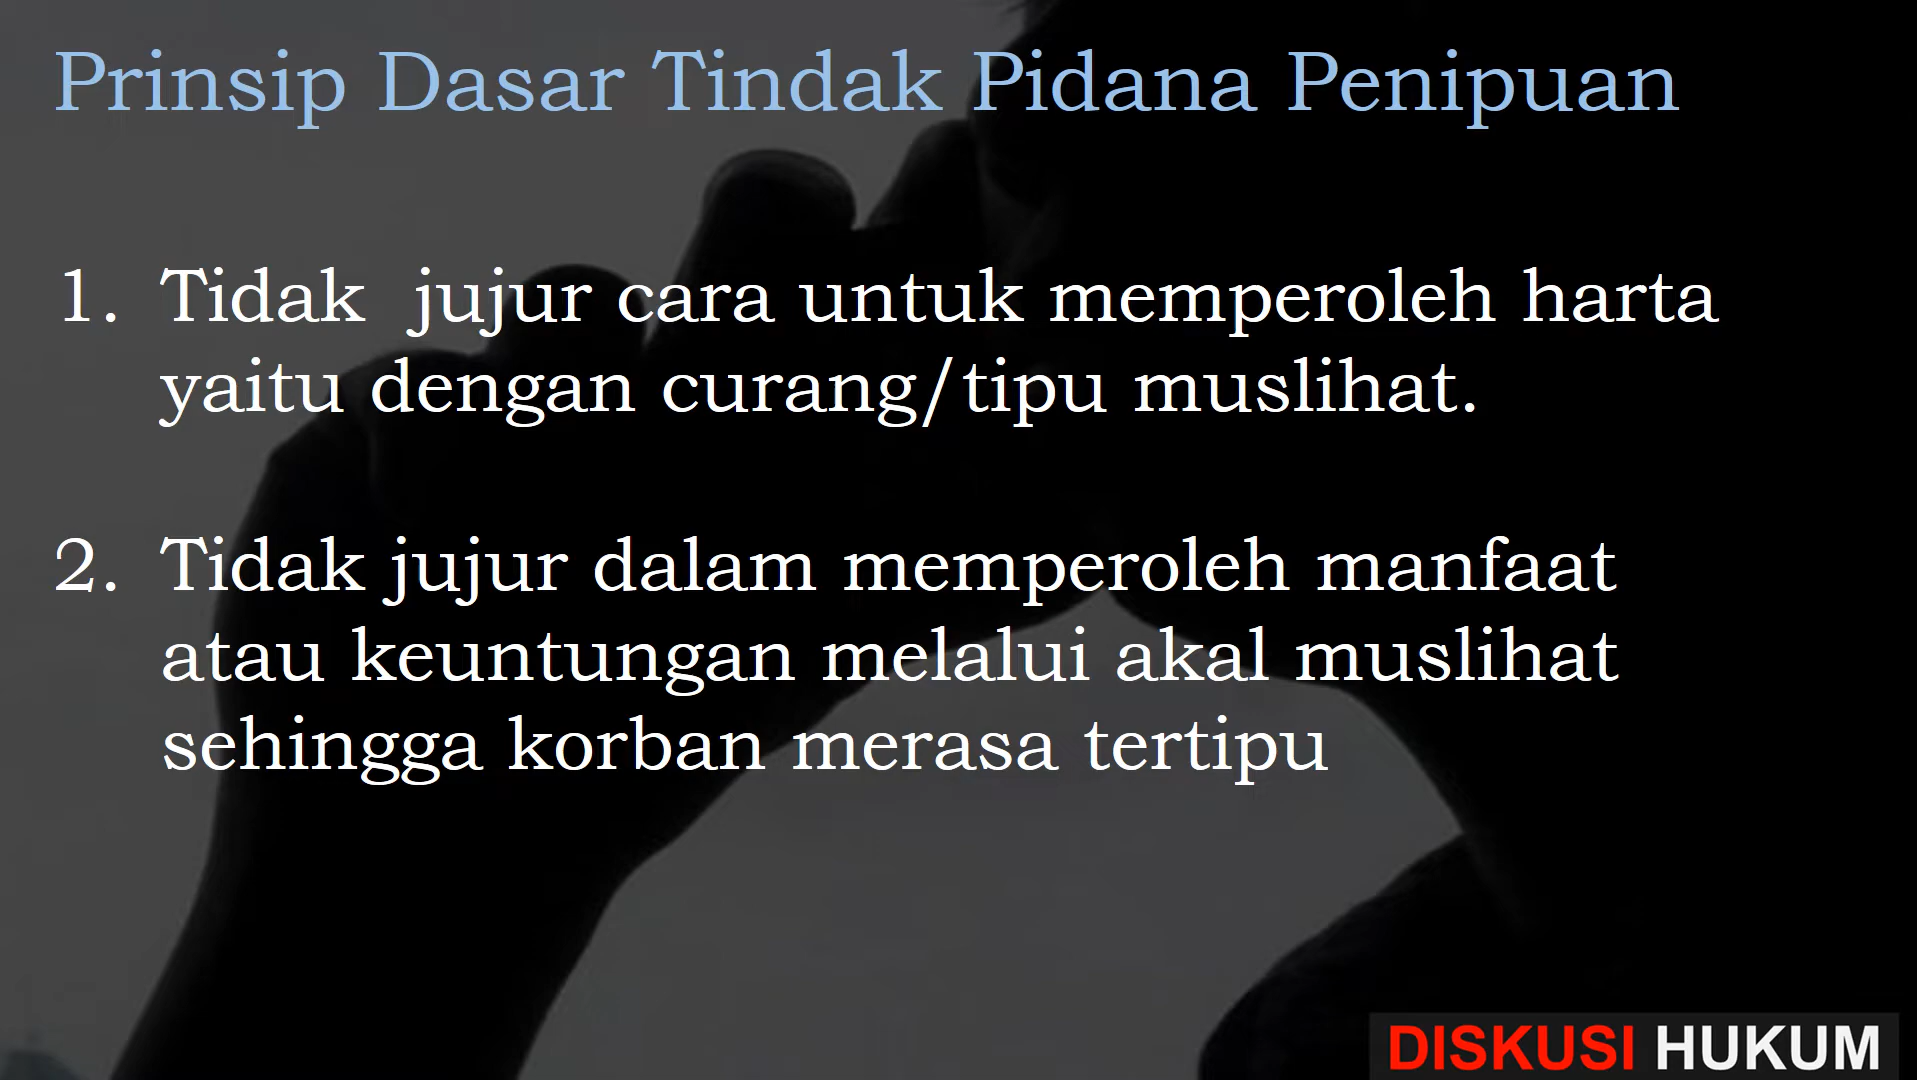 Prinsip Dasar Tindak Pidana Penipuan
1. Tidak  jujur cara untuk memperoleh harta
yaitu dengan curang/tipu muslihat.
2. Tidak jujur dalam memperoleh manfaat
atau keuntungan melalui akal muslihat
sehingga korban merasa tertipu
DISKUSI HUKUM